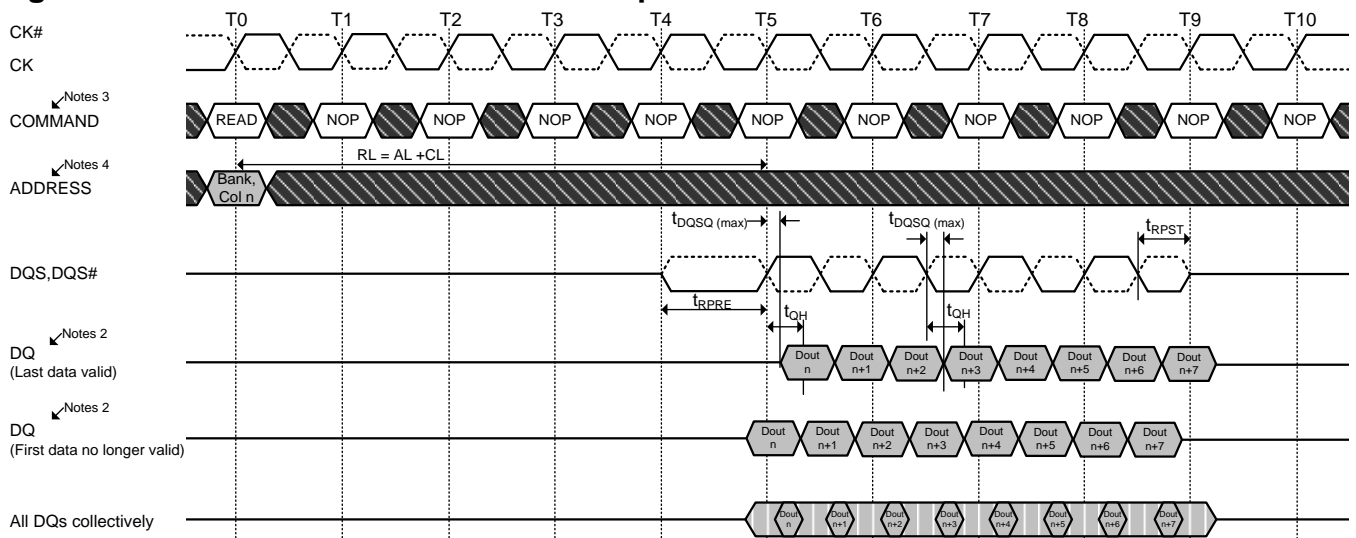 T0 T1 T2 T3 T4 T5 T6 T7 T8 T9 T10
CK#
CK
Notes 3
COMMAND
READ NOP NOP NOP NOP NOP NOP NOP NOP NOP NOP
RL = AL +CL
Notes 4
ADDRESS
Bank,
Col n
tDQSQ (max)
tDQSQ (max)
tRPST
DQS,DQS#
tRPRE
tQH
tQH
Notes 2
DQ
(Last data valid)
Dout n
Dout n+1
Dout n+2
Dout n+3
Dout n+4
Dout n+5
Dout n+6
Dout n+7
Notes 2
DQ
(First data no longer valid)
Dout n
Dout n+1
Dout n+2
Dout n+3
Dout n+4
Dout n+5
Dout n+6
Dout n+7
All DQs collectively
Dout n
Dout n+1
Dout n+2
Dout n+3
Dout n+4
Dout n+5
Dout n+6
Dout n+7